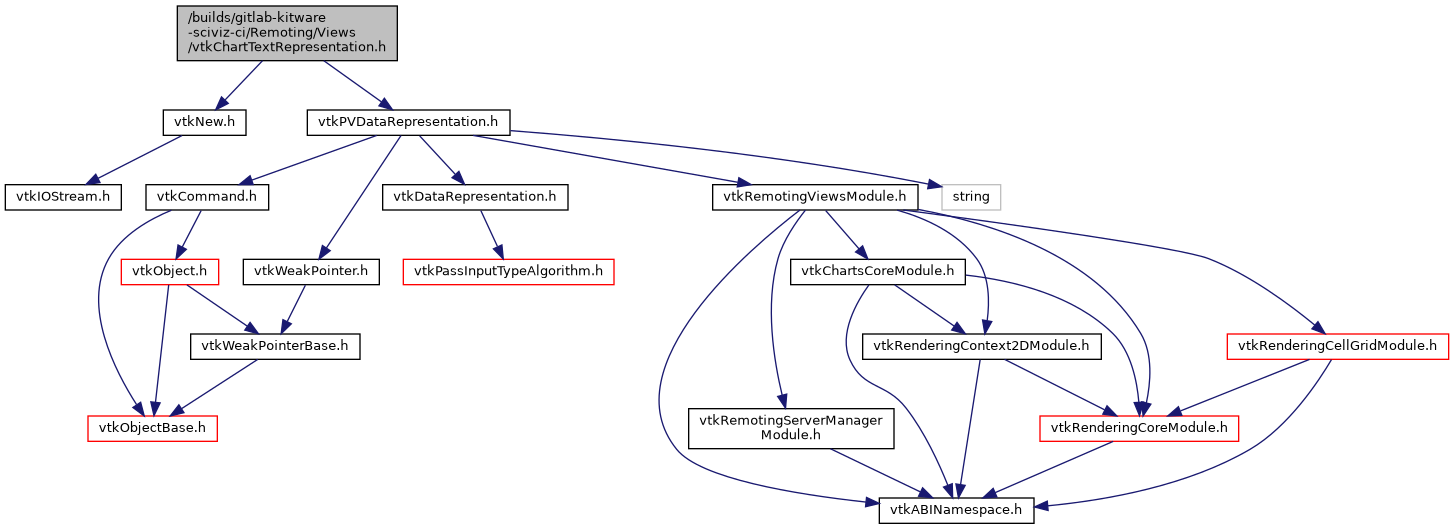 /builds/gitlab-kitware
-sciviz-ci/Remoting/Views
/vtkChartTextRepresentation.h
vtkNew.h
vtkPVDataRepresentation.h
vtkIOStream.h
vtkCommand.h
vtkDataRepresentation.h
vtkRemotingViewsModule.h
string
vtkObject.h
vtkWeakPointer.h
vtkPassInputTypeAlgorithm.h
vtkChartsCoreModule.h
vtkWeakPointerBase.h
vtkRenderingContext2DModule.h
vtkRenderingCellGridModule.h
vtkObjectBase.h
vtkRemotingServerManager
Module.h
vtkRenderingCoreModule.h
vtkABINamespace.h